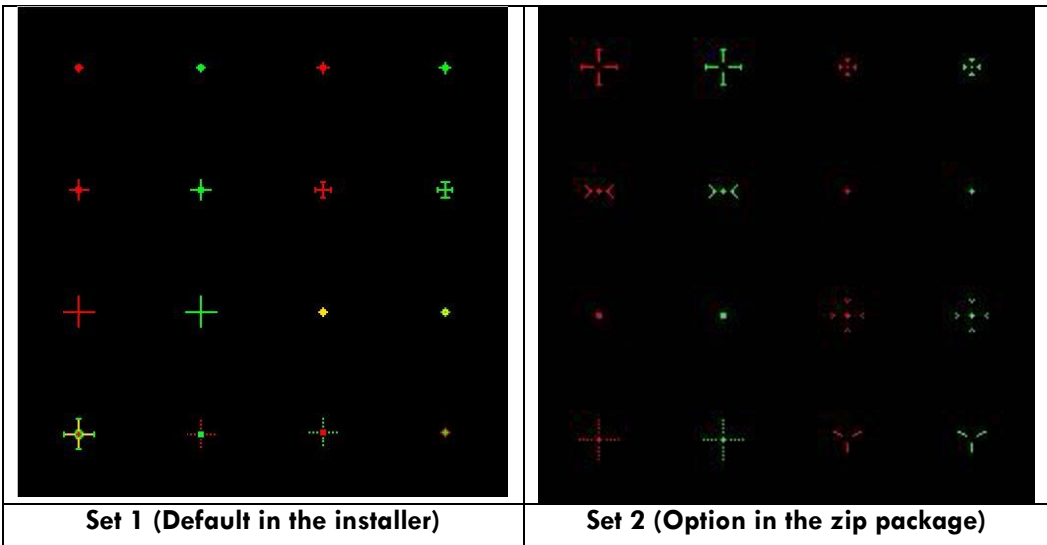 Set 1 (Default in the installer)
Set 2 (Option in the zip package)